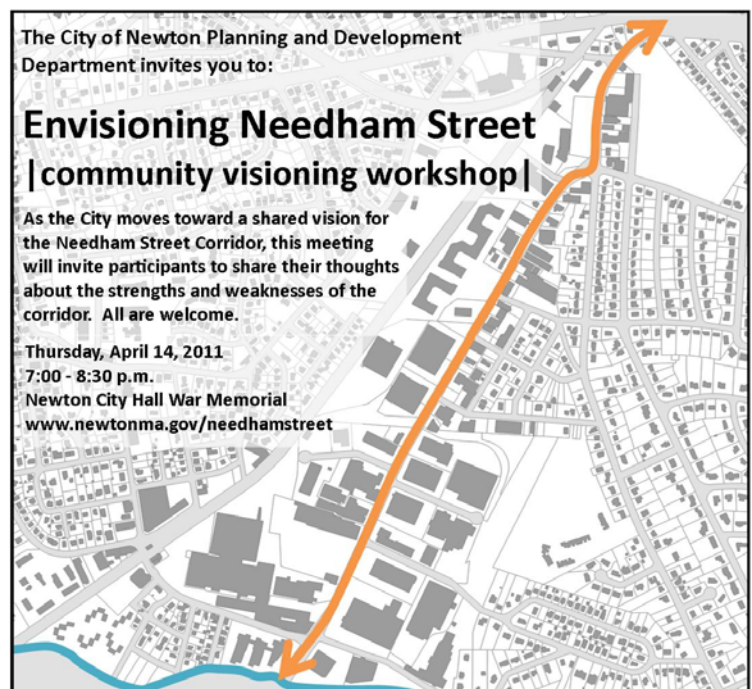 The City of Newton Planning and Development
Department invites you to:
Envisioning Needham Street
|community visioning workshop|
As the City moves toward a shared vision for
the Needham Street Corridor, this meeting
will invite participants to share their thoughts
about the strengths and weaknesses of the
corridor.  All are welcome.
Thursday, April 14, 2011
7:00 - 8:30 p.m.
Newton City Hall War Memorial
www.newtonma.gov/needhamstreet